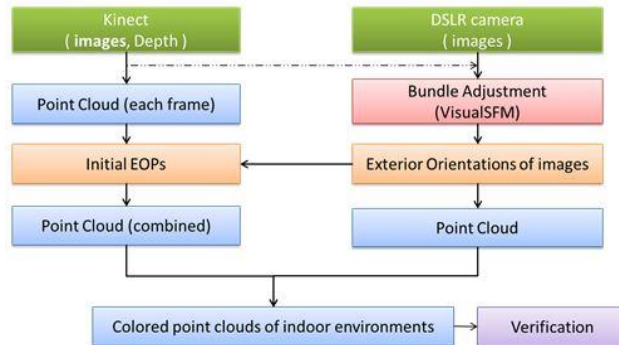 Kinect
( images, Depth )
DSLR camera
( images )
Point Cloud (each frame)
Bundle Adjustment
(VisualSFM)
Initial EOPs
Exterior Orientations of images
Point Cloud (combined)
Point Cloud
Colored point clouds of indoor environments
Verification